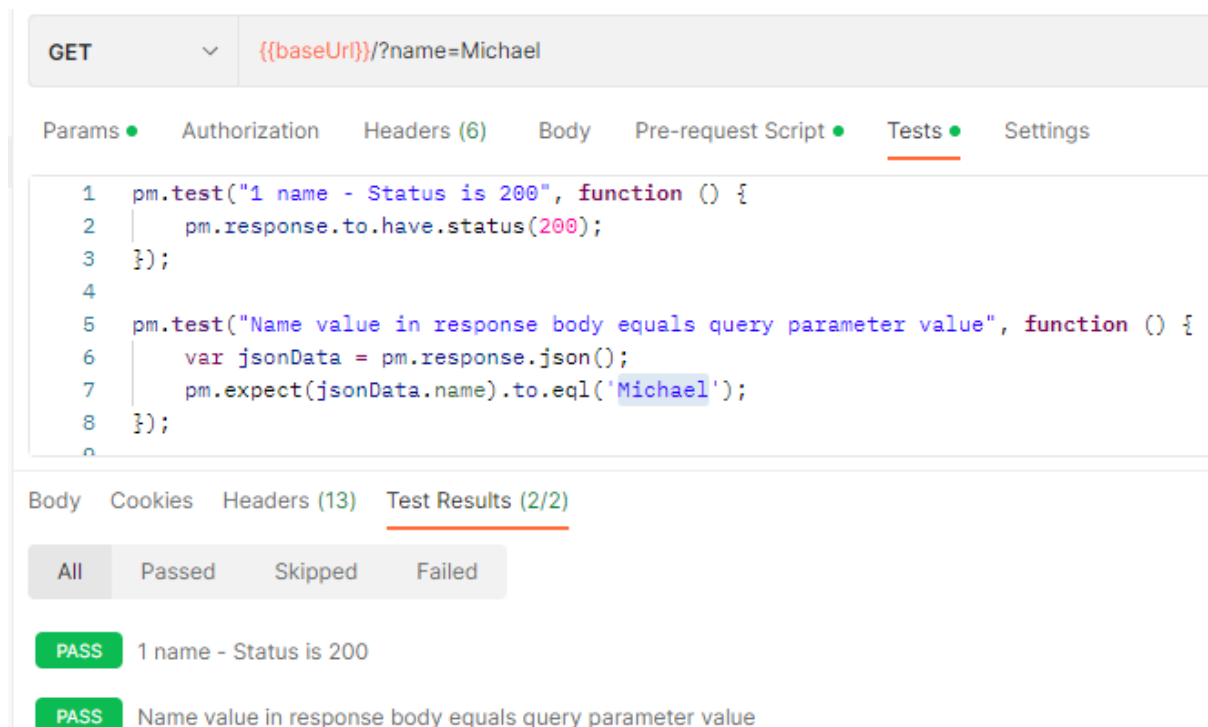 GET {{baseUrl}}/?name=Michael
Params Authorization Headers (6) Body Pre-request Script Tests Settings
1 pm.test("1 name - Status is 200", function () {
2 pm.response.to.have.status(200);
3 });
4
5 pm.test("Name value in response body equals query parameter value", function () {
6 var jsonData = pm.response.json();
7 pm.expect(jsonData.name).to.eql('Michael');
8 });
Body Cookies Headers (13) Test Results (2/2)
All Passed Skipped Failed
PASS 1 name - Status is 200
PASS Name value in response body equals query parameter value